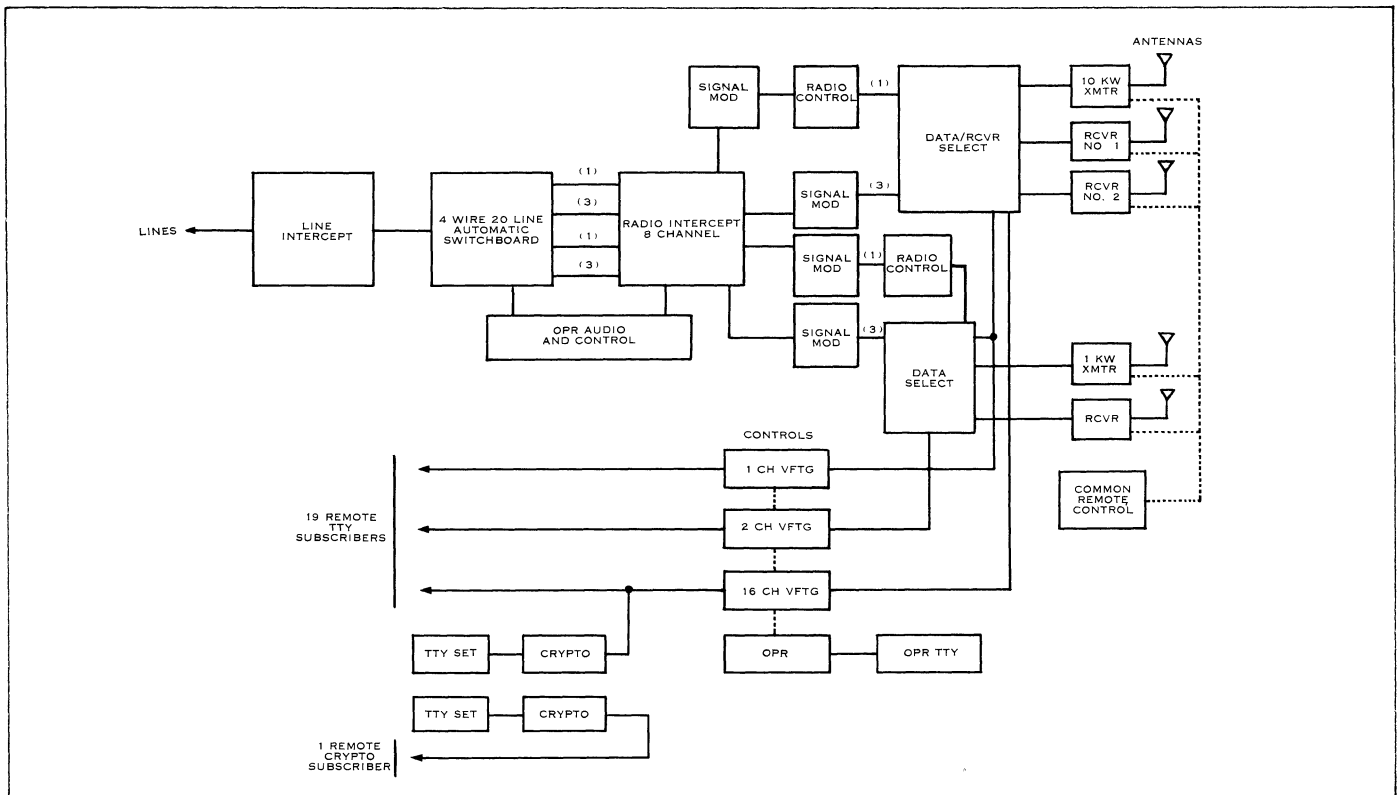 ANTENNAS
SIGNAL
MOD
RADIO
CONTROL
(1)
DATA/RCVR
SELECT
10 KW
XMTR
RCVR
NO. 1
RCVR
NO. 2
LINES
LINE
INTERCEPT
4 WIRE 20 LINE
AUTOMATIC
SWITCHBOARD
(1)
(3)
(1)
(3)
RADIO INTERCEPT
8 CHANNEL
SIGNAL
MOD
(3)
SIGNAL
MOD
(1)
RADIO
CONTROL
SIGNAL
MOD
(3)
OPR AUDIO
AND CONTROL
DATA
SELECT
1 KW
XMTR
RCVR
COMMON
REMOTE
CONTROL
CONTROLS
1 CH VFTG
2 CH VFTG
16 CH VFTG
19 REMOTE
TTY
SUBSCRIBERS
OPR
OPR TTY
TTY SET
CRYPTO
TTY SET
CRYPTO
1 REMOTE
CRYPTO
SUBSCRIBER